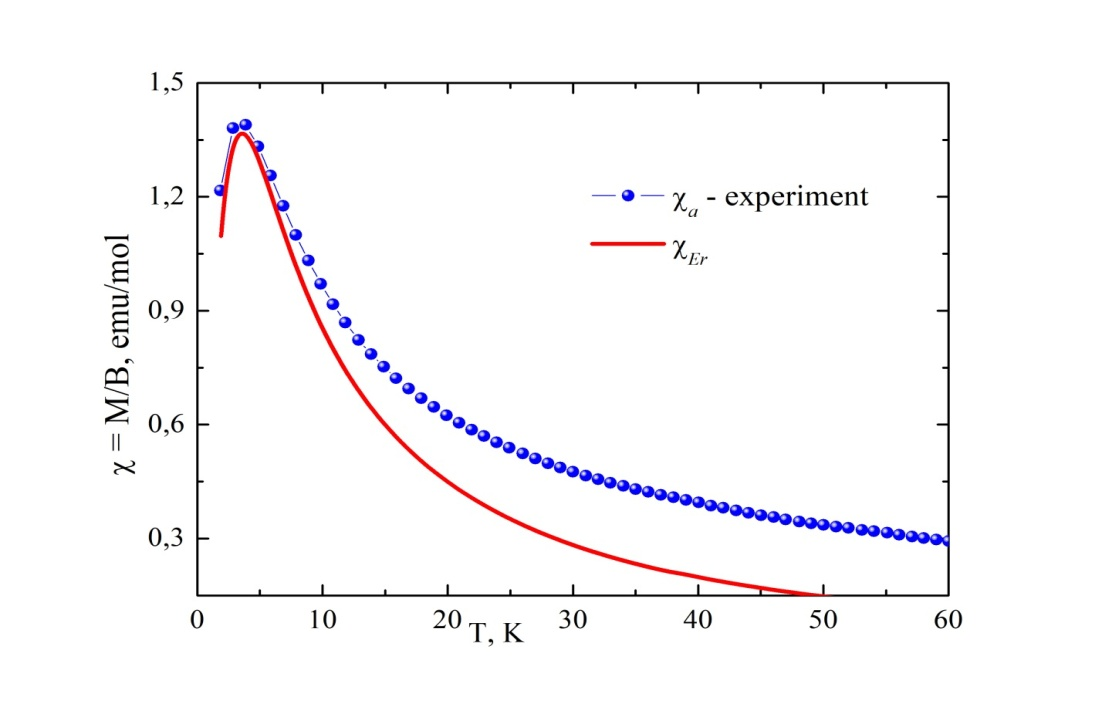 1,5
1,2
0,9
0,6
0,3
χ = M/B, emu/mol
χa - experiment
χEr
0 10 20 30 40 50 60
T, K